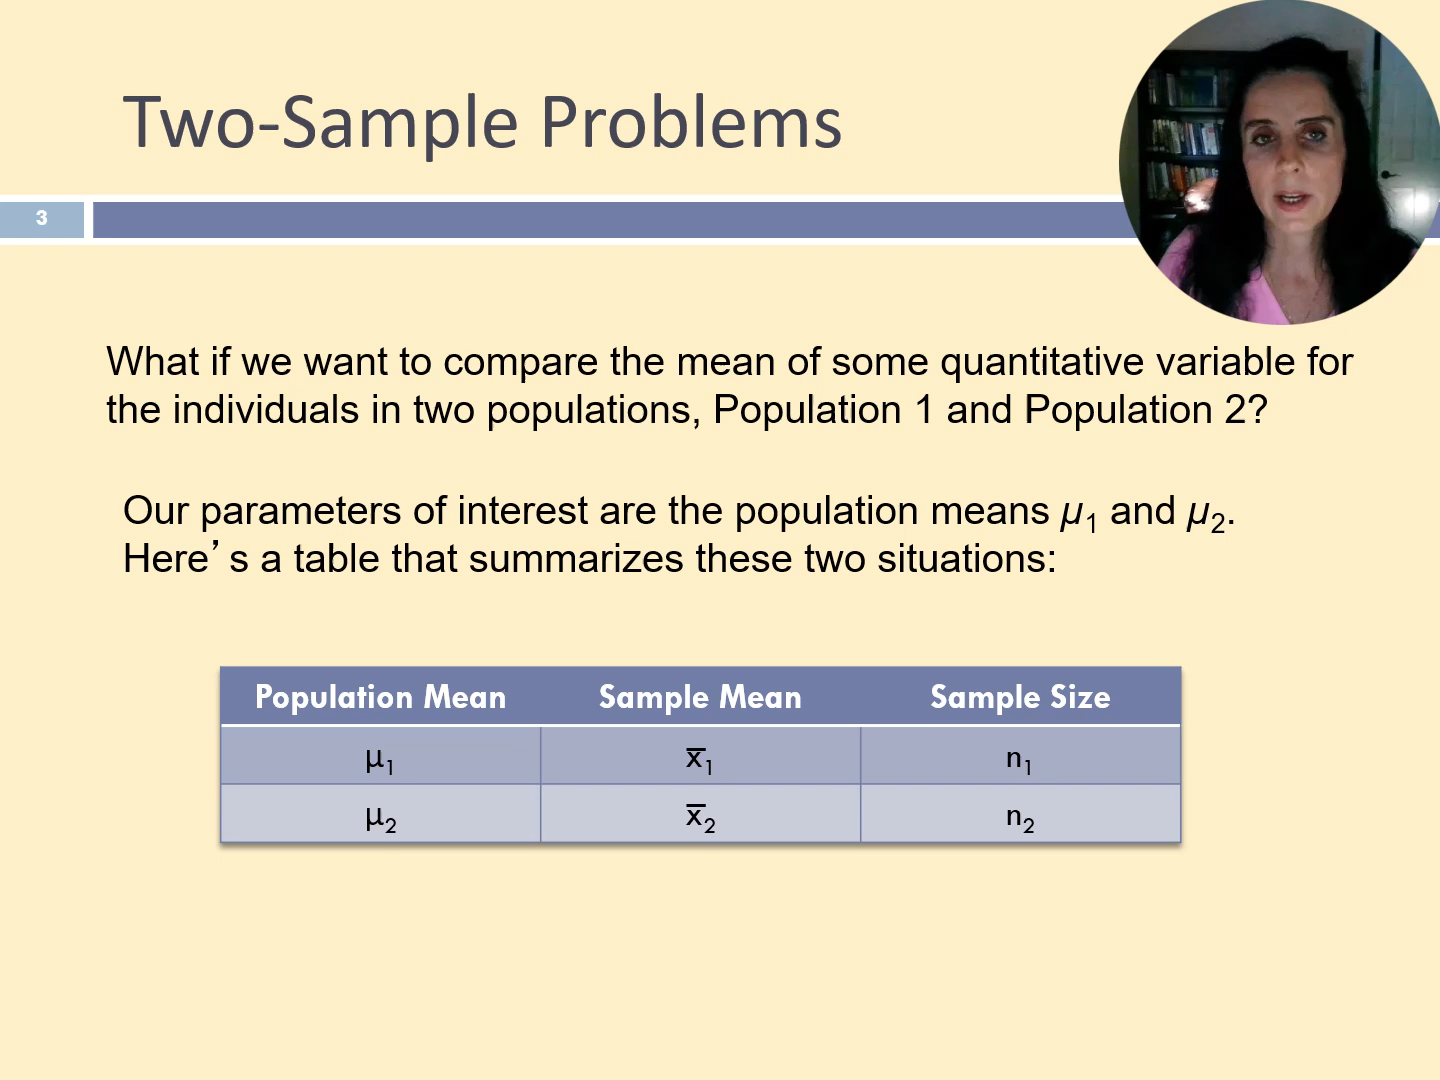 Two-Sample Problems
3
What if we want to compare the mean of some quantitative variable for
the individuals in two populations, Population 1 and Population 2?
Our parameters of interest are the population means µ₁ and µ₂.
Here’s a table that summarizes these two situations:
Population Mean Sample Mean Sample Size
µ₁ x̅₁ n₁
µ₂ x̅₂ n₂